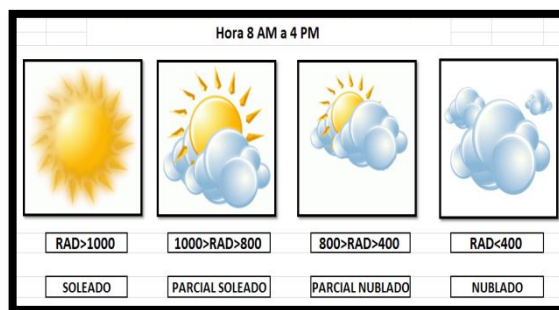 Hora 8 AM a 4 PM
RAD>1000
1000>RAD>800
800>RAD>400
RAD<400
SOLEADO
PARCIAL SOLEADO
PARCIAL NUBLADO
NUBLADO